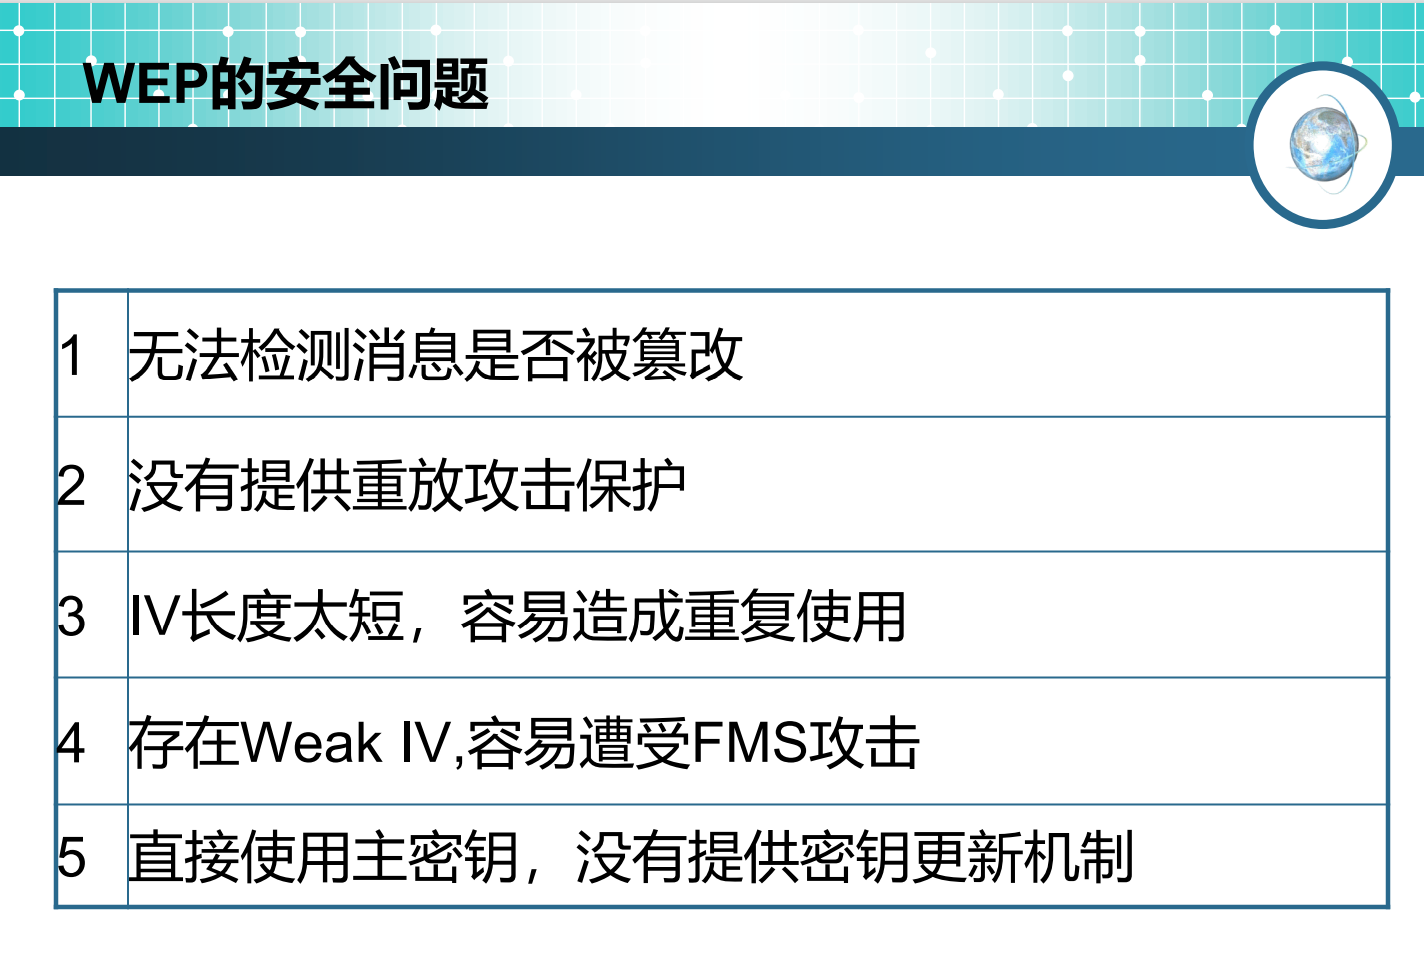 WEP的安全问题
1 无法检测消息是否被篡改
2 没有提供重放攻击保护
3 IV长度太短，容易造成重复使用
4 存在Weak IV,容易遭受FMS攻击
5 直接使用主密钥，没有提供密钥更新机制